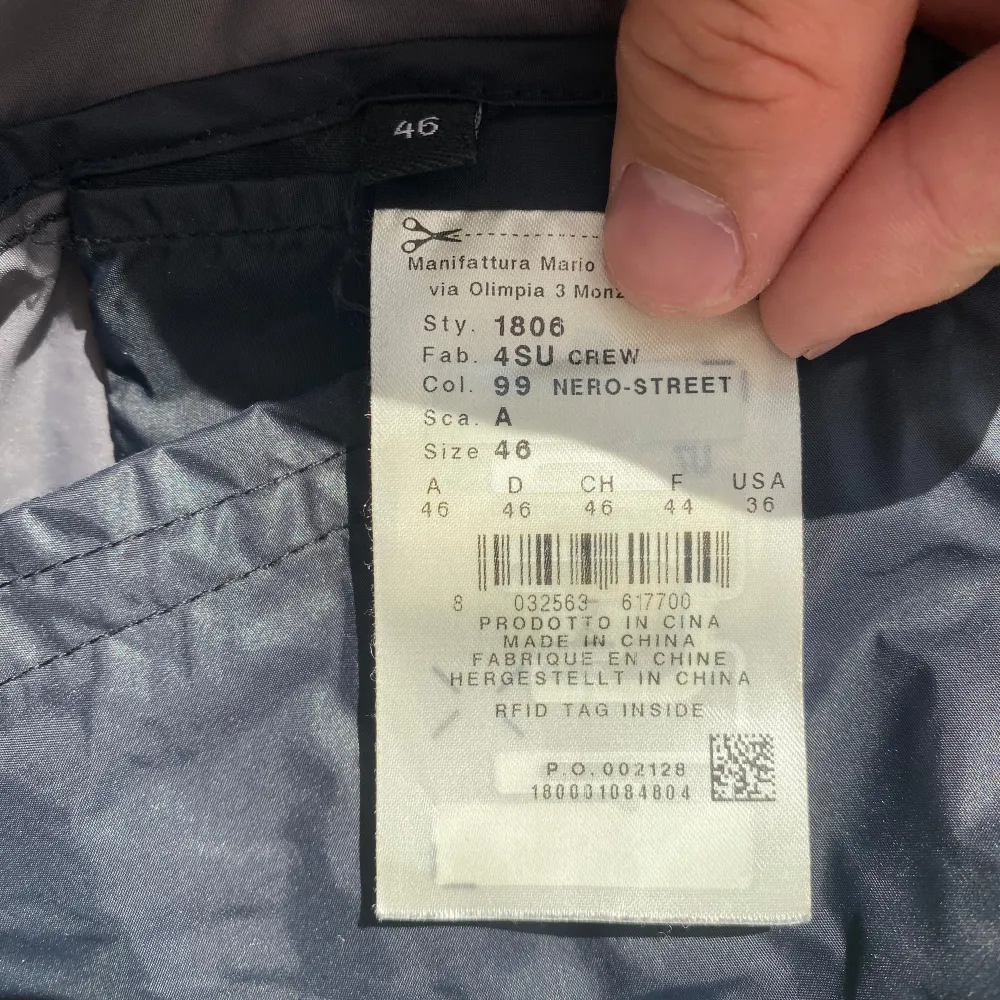 46
Manifattura Mario
via Olimpia 3 Monz
Sty. 1806
Fab. 4SU CREW
Col. 99 NERO-STREET
Sca. A
Size 46
A D CH F USA
46 46 46 44 36
8 032563 617700
PRODOTTO IN CINA
MADE IN CHINA
FABRIQUE EN CHINE
HERGESTELLT IN CHINA
RFID TAG INSIDE
P.O.002128
180001084804